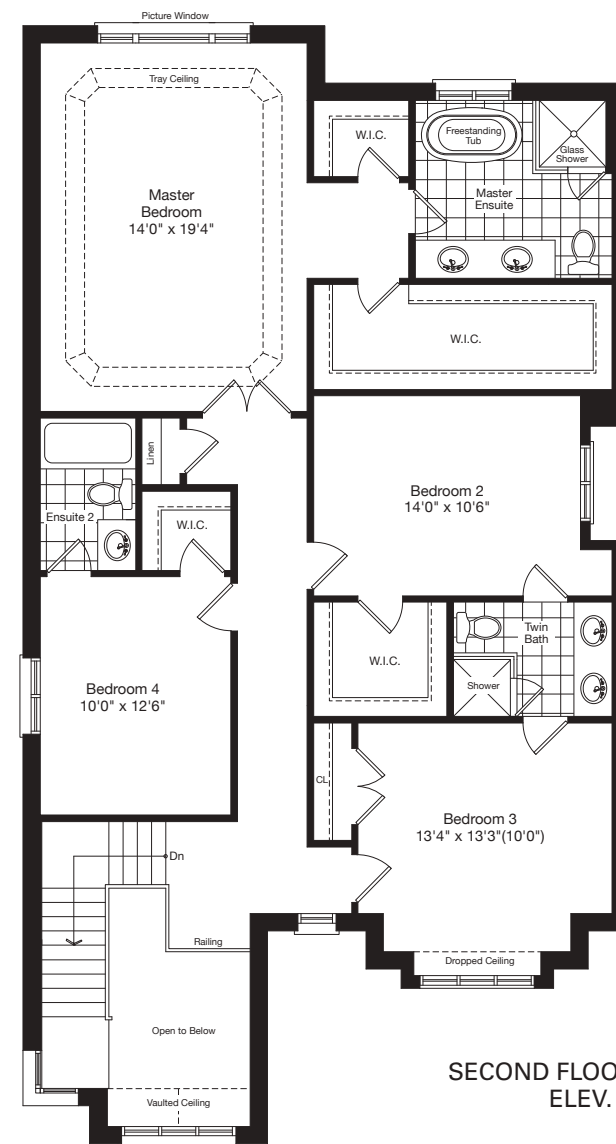 Picture Window
Tray Ceiling
Master
Bedroom
14'0" x 19'4"
W.I.C.
Freestanding
Tub
Glass
Shower
Master
Ensuite
W.I.C.
Linen
Ensuite 2
W.I.C.
Bedroom 2
14'0" x 10'6"
Twin
Bath
W.I.C.
Shower
Bedroom 4
10'0" x 12'6"
CL
Bedroom 3
13'4" x 13'3"(10'0")
Dn
Railing
Dropped Ceiling
Open to Below
Vaulted Ceiling
SECOND FLOO
ELEV.